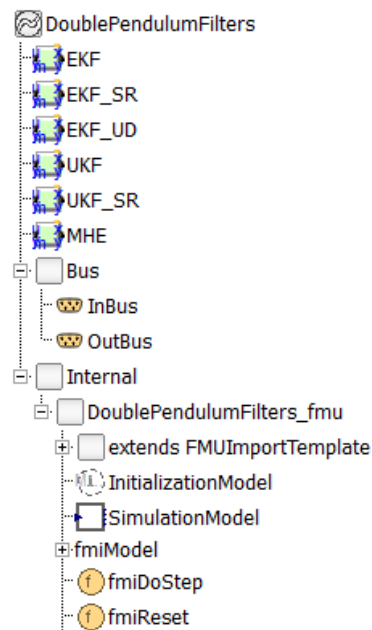 DoublePendulumFilters
EKF
EKF_SR
EKF_UD
UKF
UKF_SR
MHE
Bus
InBus
OutBus
Internal
DoublePendulumFilters_fmu
extends FMUImportTemplate
InitializationModel
SimulationModel
fmiModel
f fmiDoStep
f fmiReset